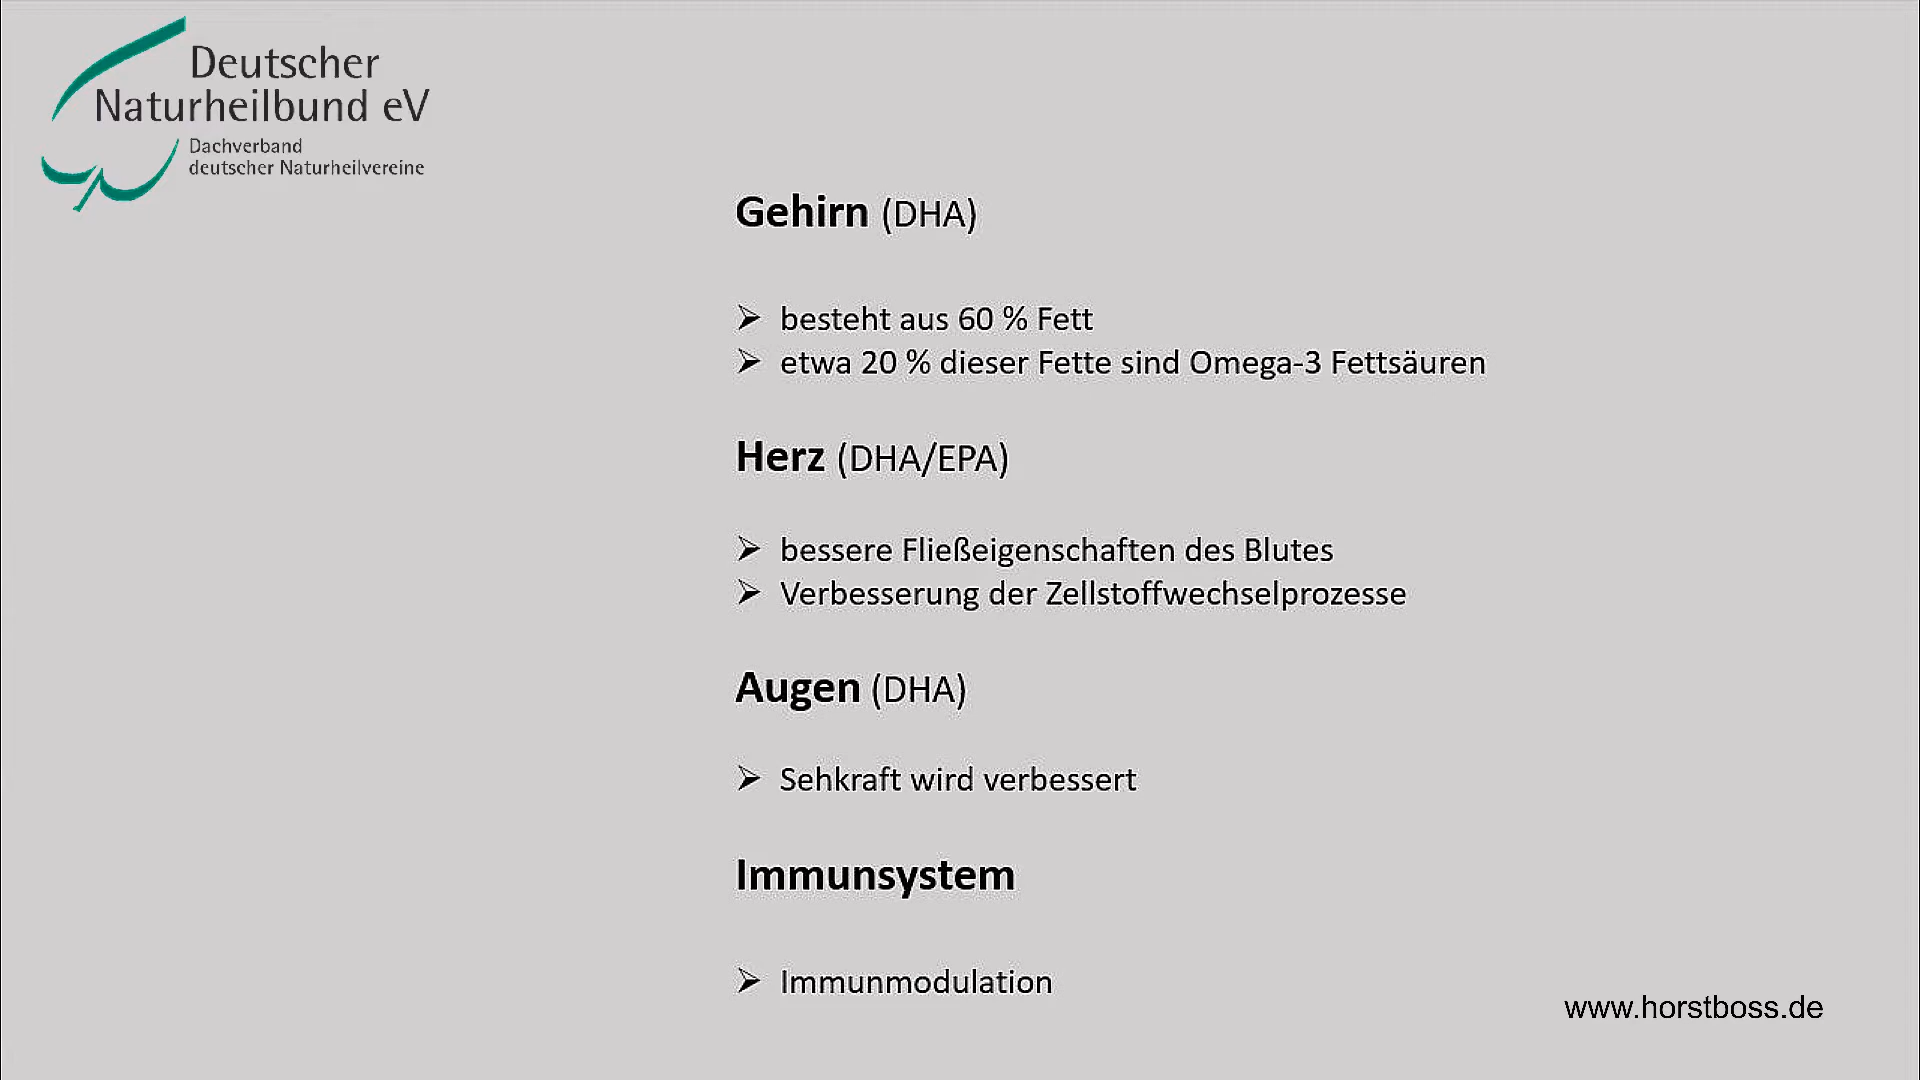 Deutscher
Naturheilbund eV
Dachverband
deutscher Naturheilvereine
Gehirn (DHA)
➢ besteht aus 60 % Fett
➢ etwa 20 % dieser Fette sind Omega-3 Fettsäuren
Herz (DHA/EPA)
➢ bessere Fließeigenschaften des Blutes
➢ Verbesserung der Zellstoffwechselprozesse
Augen (DHA)
➢ Sehkraft wird verbessert
Immunsystem
➢ Immunmodulation
www.horstboss.de